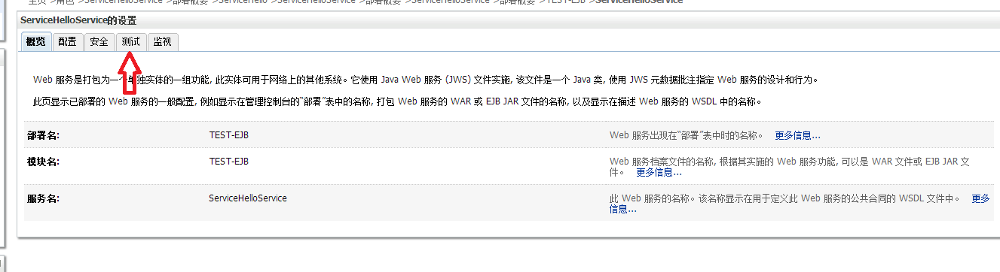 主页 >角色 >ServiceHelloService >部署概要 >ServiceHello >ServiceHelloService >部署概要 >ServiceHelloService >部署概要 >TEST-EJB >ServiceHelloService
ServiceHelloService的设置
概览 配置 安全 测试 监视
Web 服务是打包为一个单独实体的一组功能, 此实体可用于网络上的其他系统。它使用 Java Web 服务 (JWS) 文件实施, 该文件是一个 Java 类, 使用 JWS 元数据批注指定 Web 服务的设计和行为。
此页显示已部署的 Web 服务的一般配置, 例如显示在管理控制台的“部署”表中的名称, 打包 Web 服务的 WAR 或 EJB JAR 文件的名称, 以及显示在描述 Web 服务的 WSDL 中的名称。
部署名: TEST-EJB Web 服务出现在“部署”表中时的名称。 更多信息...
模块名: TEST-EJB Web 服务档案文件的名称, 根据其实施的 Web 服务功能, 可以是 WAR 文件或 EJB JAR 文
件。 更多信息...
服务名: ServiceHelloService 此 Web 服务的名称。该名称显示在用于定义此 Web 服务的公共合同的 WSDL 文件中。 更多
信息...